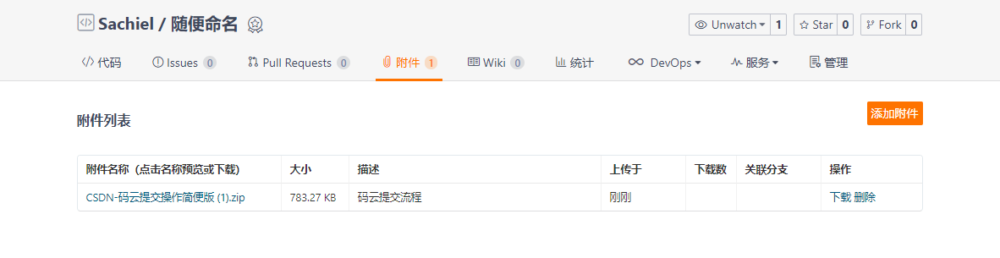 Sachiel / 随便命名
Unwatch 1 Star 0 Fork 0
代码 Issues 0 Pull Requests 0 附件 1 Wiki 0 统计 DevOps 服务 管理
附件列表
添加附件
附件名称（点击名称预览或下载） 大小 描述 上传于 下载数 关联分支 操作
CSDN-码云提交操作简便版 (1).zip 783.27 KB 码云提交流程 刚刚 下载 删除